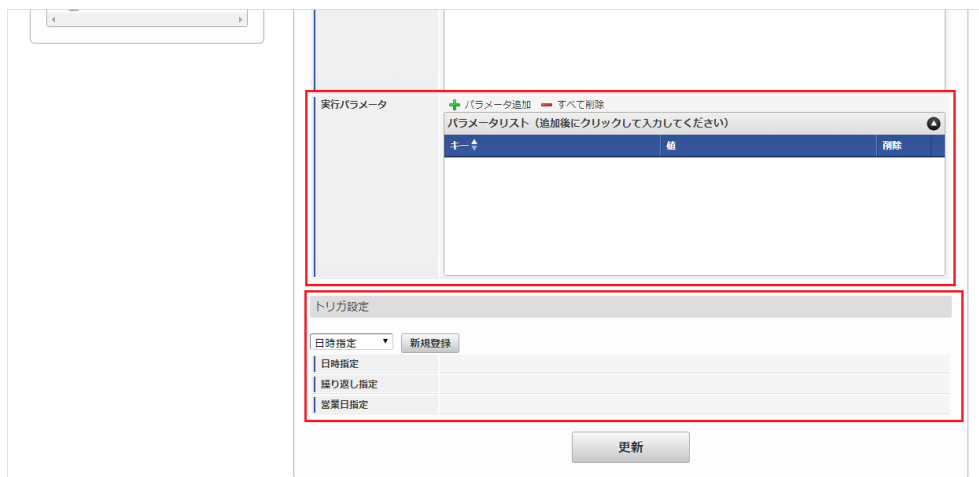 実行パラメータ
パラメータ追加 すべて削除
パラメータリスト（追加後にクリックして入力してください）
キー 値 削除
トリガ設定
日時指定 新規登録
日時指定
繰り返し指定
営業日指定
更新